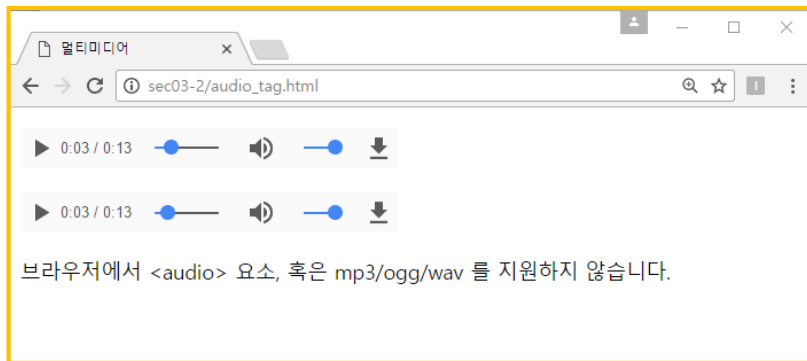 멀티미디어
sec03-2/audio_tag.html
0:03 / 0:13
0:03 / 0:13
브라우저에서 <audio> 요소, 혹은 mp3/ogg/wav 를 지원하지 않습니다.